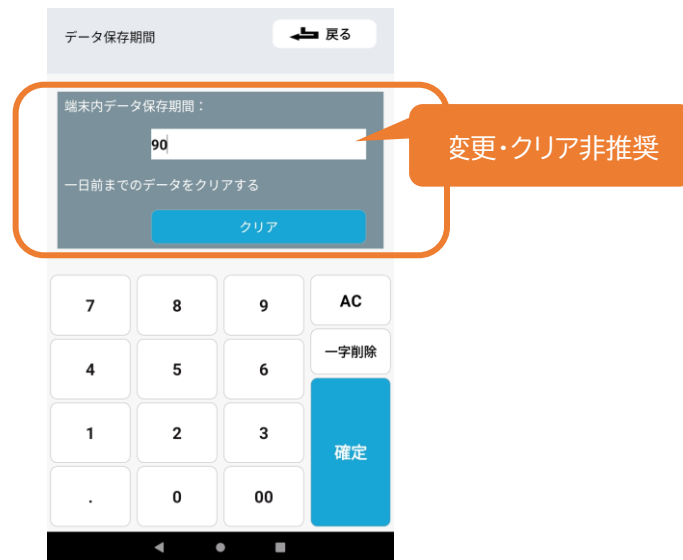 データ保存期間
戻る
端末内データ保存期間：
90
変更・クリア非推奨
一日前までのデータをクリアする
クリア
7 8 9 AC
一字削除
4 5 6
1 2 3
確定
. 0 00